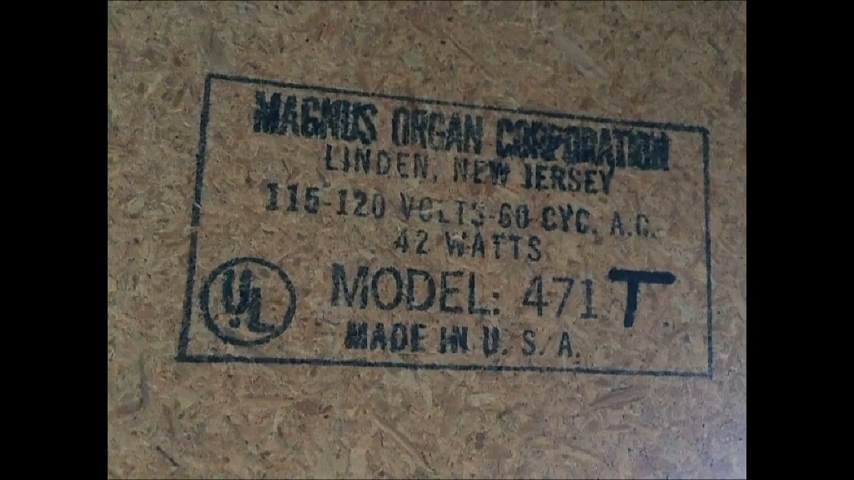 MAGNUS ORGAN CORPORATION
LINDEN, NEW JERSEY
115-120 VOLTS-60 CYC. A.C.
42 WATTS
UL MODEL: 471 T
MADE IN U. S. A.